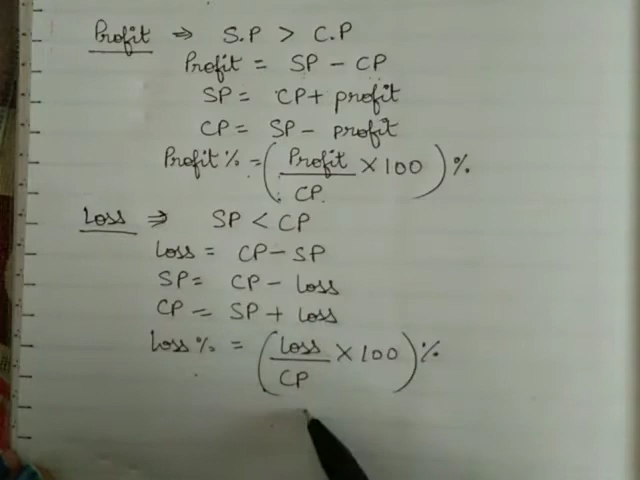 Profit ⇒ S.P > C.P
Profit = SP - CP
SP = CP + profit
CP = SP - profit
Profit % = (Profit / CP × 100) %
Loss ⇒ SP < CP
Loss = CP - SP
SP = CP - Loss
CP = SP + Loss
Loss % = (Loss / CP × 100) %